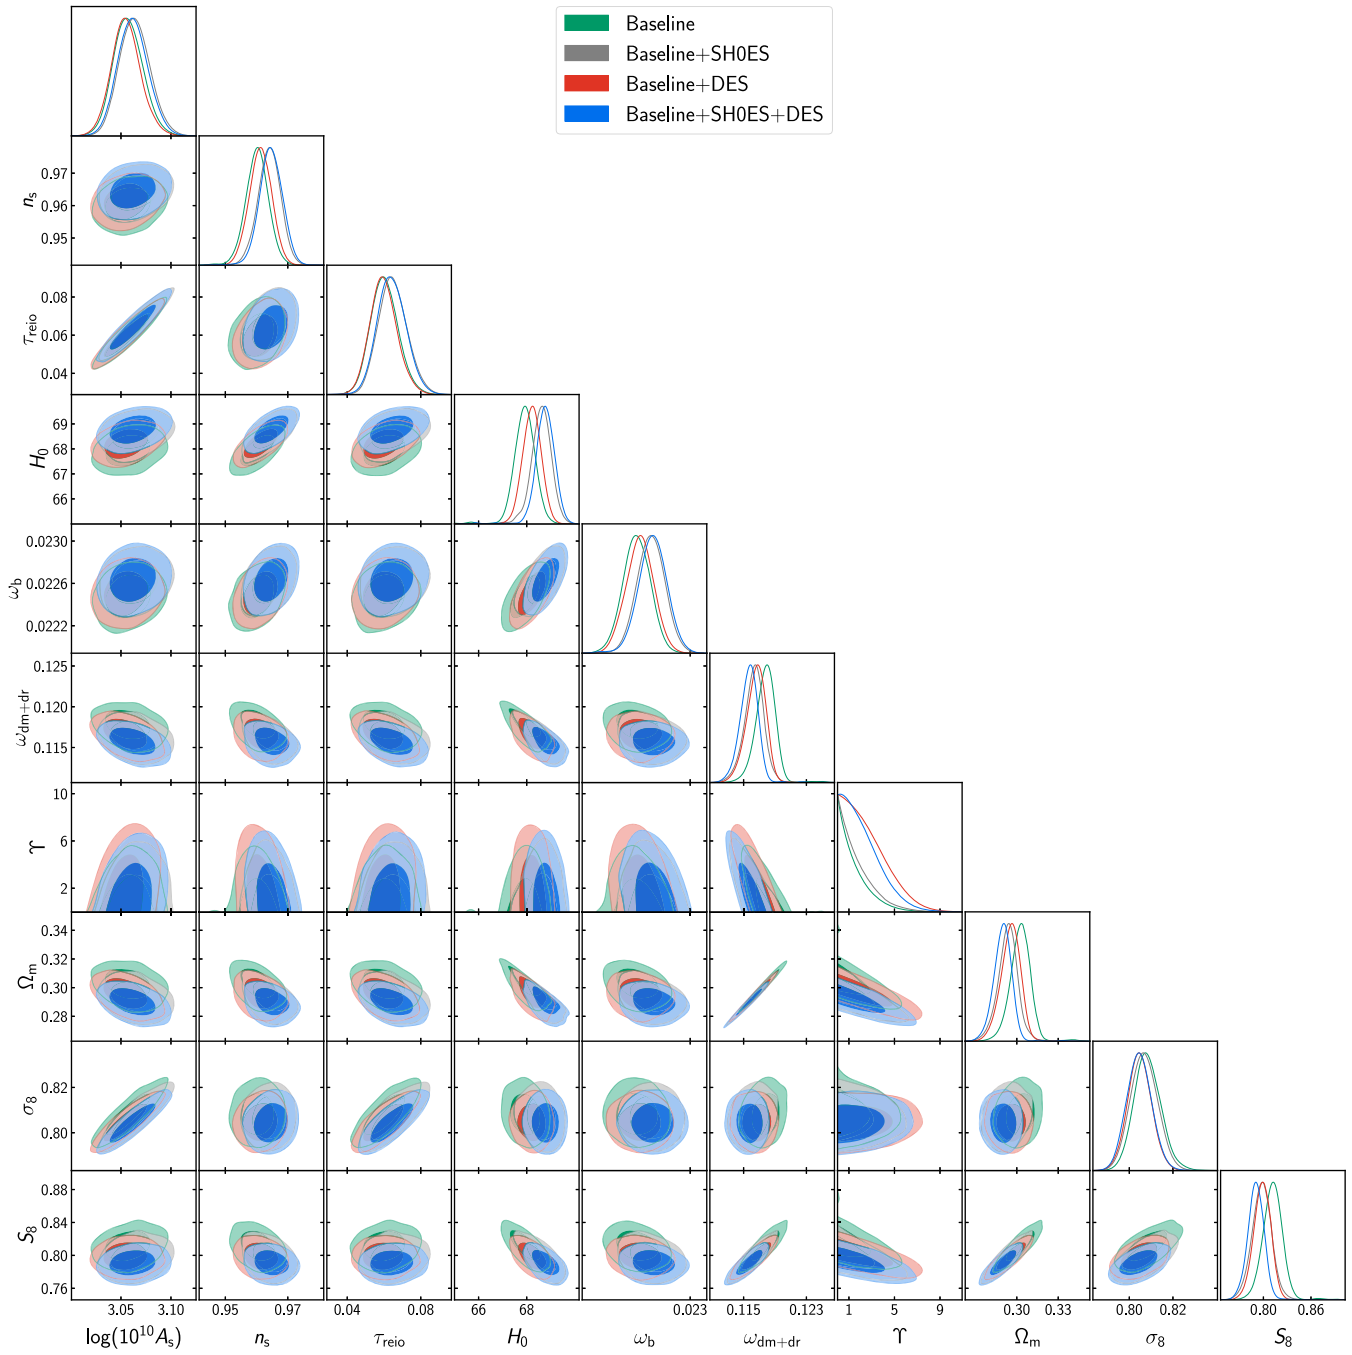 Baseline
Baseline+SH0ES
Baseline+DES
Baseline+SH0ES+DES
0.97
0.96
0.95
n_s
0.08
0.06
0.04
τ_reio
69
68
67
66
H_0
0.0230
0.0226
0.0222
ω_b
0.125
0.120
0.115
ω_dm+dr
10
6
2
Υ
0.34
0.32
0.30
0.28
Ω_m
0.82
0.80
σ_8
0.88
0.84
0.80
0.76
S_8
3.05 3.10 0.95 0.97 0.04 0.08 66 68 0.023 0.115 0.123 1 5 9 0.30 0.33 0.80 0.82 0.80 0.86
log(10^10 A_s) n_s τ_reio H_0 ω_b ω_dm+dr Υ Ω_m σ_8 S_8